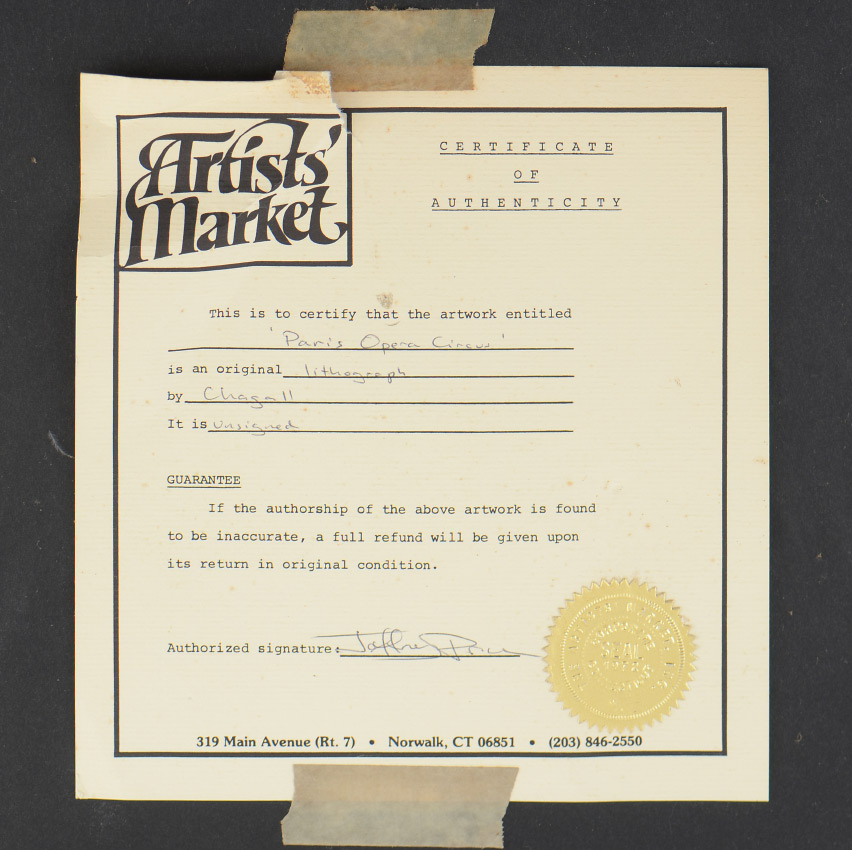 Artists'
Market
CERTIFICATE
OF
AUTHENTICITY
This is to certify that the artwork entitled
'Paris Opera Circus'
is an original lithograph
by Chagall
It is unsigned
GUARANTEE
If the authorship of the above artwork is found
to be inaccurate, a full refund will be given upon
its return in original condition.
Authorized signature: Jeffrey Price
319 Main Avenue (Rt. 7) • Norwalk, CT 06851 • (203) 846-2550
SEAL